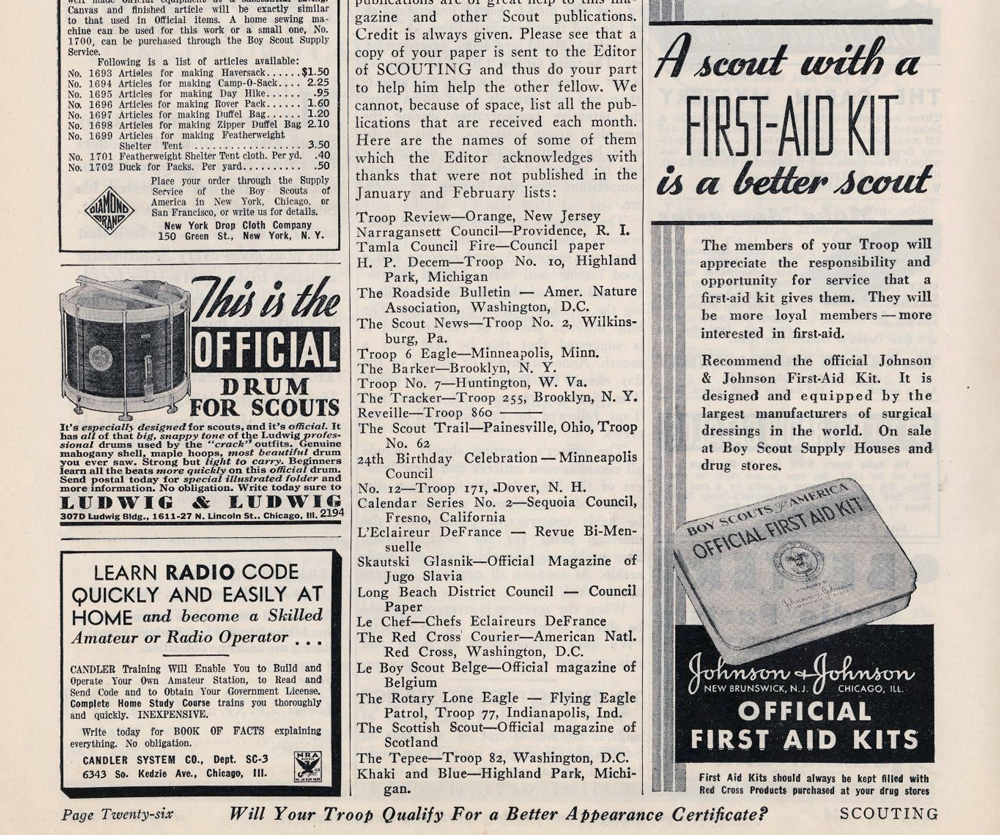 Canvas and finished article will be exactly similar
to that used in Official items. A home sewing ma-
chine can be used for this work or a small one, No.
1700, can be purchased through the Boy Scout Supply
Service.
Following is a list of articles available:
No. 1693 Articles for making Haversack......$1.50
No. 1694 Articles for making Camp-O-Sack.... 2.25
No. 1695 Articles for making Day Hike...... .95
No. 1696 Articles for making Rover Pack..... 1.60
No. 1697 Articles for making Duffel Bag..... 1.20
No. 1698 Articles for making Zipper Duffel Bag 2.10
No. 1699 Articles for making Featherweight
Shelter Tent .................... 3.50
No. 1701 Featherweight Shelter Tent cloth. Per yd. .40
No. 1702 Duck for Packs. Per yard.......... .50
DIAMOND
BRAND
Place your order through the Supply
Service of the Boy Scouts of
America in New York, Chicago, or
San Francisco, or write us for details.
New York Drop Cloth Company
150 Green St., New York, N. Y.
This is the
OFFICIAL
DRUM
FOR SCOUTS
It's especially designed for scouts, and it's official. It
has all of that big, snappy tone of the Ludwig profes-
sional drums used by the "crack" outfits. Genuine
mahogany shell, maple hoops, most beautiful drum
you ever saw. Strong but light to carry. Beginners
learn all the beats more quickly on this official drum.
Send postal today for special illustrated folder and
more information. No obligation. Write today sure to
LUDWIG & LUDWIG
307D Ludwig Bldg., 1611-27 N. Lincoln St., Chicago, Ill. 2194
LEARN RADIO CODE
QUICKLY AND EASILY AT
HOME and become a Skilled
Amateur or Radio Operator ...
CANDLER Training Will Enable You to Build and
Operate Your Own Amateur Station, to Read and
Send Code and to Obtain Your Government License.
Complete Home Study Course trains you thoroughly
and quickly. INEXPENSIVE.
Write today for BOOK OF FACTS explaining
everything. No obligation.
CANDLER SYSTEM CO., Dept. SC-3
6343 So. Kedzie Ave., Chicago, Ill.
NRA
publications are of great help to this ma-
gazine and other Scout publications.
Credit is always given. Please see that a
copy of your paper is sent to the Editor
of SCOUTING and thus do your part
to help him help the other fellow. We
cannot, because of space, list all the pub-
lications that are received each month.
Here are the names of some of them
which the Editor acknowledges with
thanks that were not published in the
January and February lists:
Troop Review—Orange, New Jersey
Narragansett Council—Providence, R. I.
Tamla Council Fire—Council paper
H. P. Decem—Troop No. 10, Highland
Park, Michigan
The Roadside Bulletin — Amer. Nature
Association, Washington, D.C.
The Scout News—Troop No. 2, Wilkins-
burg, Pa.
Troop 6 Eagle—Minneapolis, Minn.
The Barker—Brooklyn, N. Y.
Troop No. 7—Huntington, W. Va.
The Tracker—Troop 255, Brooklyn, N. Y.
Reveille—Troop 860 ———
The Scout Trail—Painesville, Ohio, Troop
No. 62
24th Birthday Celebration — Minneapolis
Council
No. 12—Troop 171, Dover, N. H.
Calendar Series No. 2—Sequoia Council,
Fresno, California
L'Eclaireur DeFrance — Revue Bi-Men-
suelle
Skautski Glasnik—Official Magazine of
Jugo Slavia
Long Beach District Council — Council
Paper
Le Chef—Chefs Eclaireurs DeFrance
The Red Cross Courier—American Natl.
Red Cross, Washington, D.C.
Le Boy Scout Belge—Official magazine of
Belgium
The Rotary Lone Eagle — Flying Eagle
Patrol, Troop 77, Indianapolis, Ind.
The Scottish Scout—Official magazine of
Scotland
The Tepee—Troop 82, Washington, D.C.
Khaki and Blue—Highland Park, Michi-
gan.
A scout with a
FIRST-AID KIT
is a better scout
The members of your Troop will
appreciate the responsibility and
opportunity for service that a
first-aid kit gives them. They will
be more loyal members — more
interested in first-aid.
Recommend the official Johnson
& Johnson First-Aid Kit. It is
designed and equipped by the
largest manufacturers of surgical
dressings in the world. On sale
at Boy Scout Supply Houses and
drug stores.
BOY SCOUTS OF AMERICA
OFFICIAL FIRST AID KIT
Johnson & Johnson
Johnson & Johnson
NEW BRUNSWICK, N.J. CHICAGO, ILL.
OFFICIAL
FIRST AID KITS
First Aid Kits should always be kept filled with
Red Cross Products purchased at your drug stores
Page Twenty-six Will Your Troop Qualify For a Better Appearance Certificate? SCOUTING